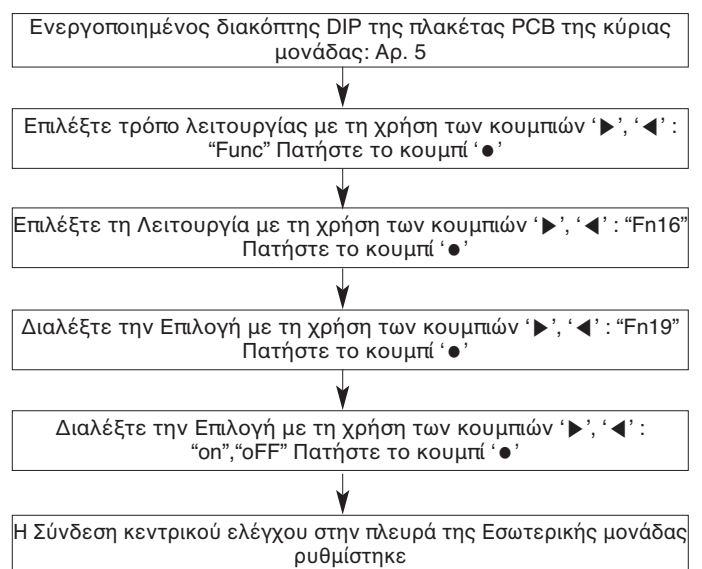 Ενεργοποιημένος διακόπτης DIP της πλακέτας PCB της κύριας
μονάδας: Αρ. 5
Επιλέξτε τρόπο λειτουργίας με τη χρήση των κουμπιών ‘▶’, ‘◀’ :
“Func” Πατήστε το κουμπί ‘●’
Επιλέξτε τη Λειτουργία με τη χρήση των κουμπιών ‘▶’, ‘◀’ : “Fn16”
Πατήστε το κουμπί ‘●’
Διαλέξτε την Επιλογή με τη χρήση των κουμπιών ‘▶’, ‘◀’ : “Fn19”
Πατήστε το κουμπί ‘●’
Διαλέξτε την Επιλογή με τη χρήση των κουμπιών ‘▶’, ‘◀’ :
“on”,“oFF” Πατήστε το κουμπί ‘●’
Η Σύνδεση κεντρικού ελέγχου στην πλευρά της Εσωτερικής μονάδας
ρυθμίστηκε